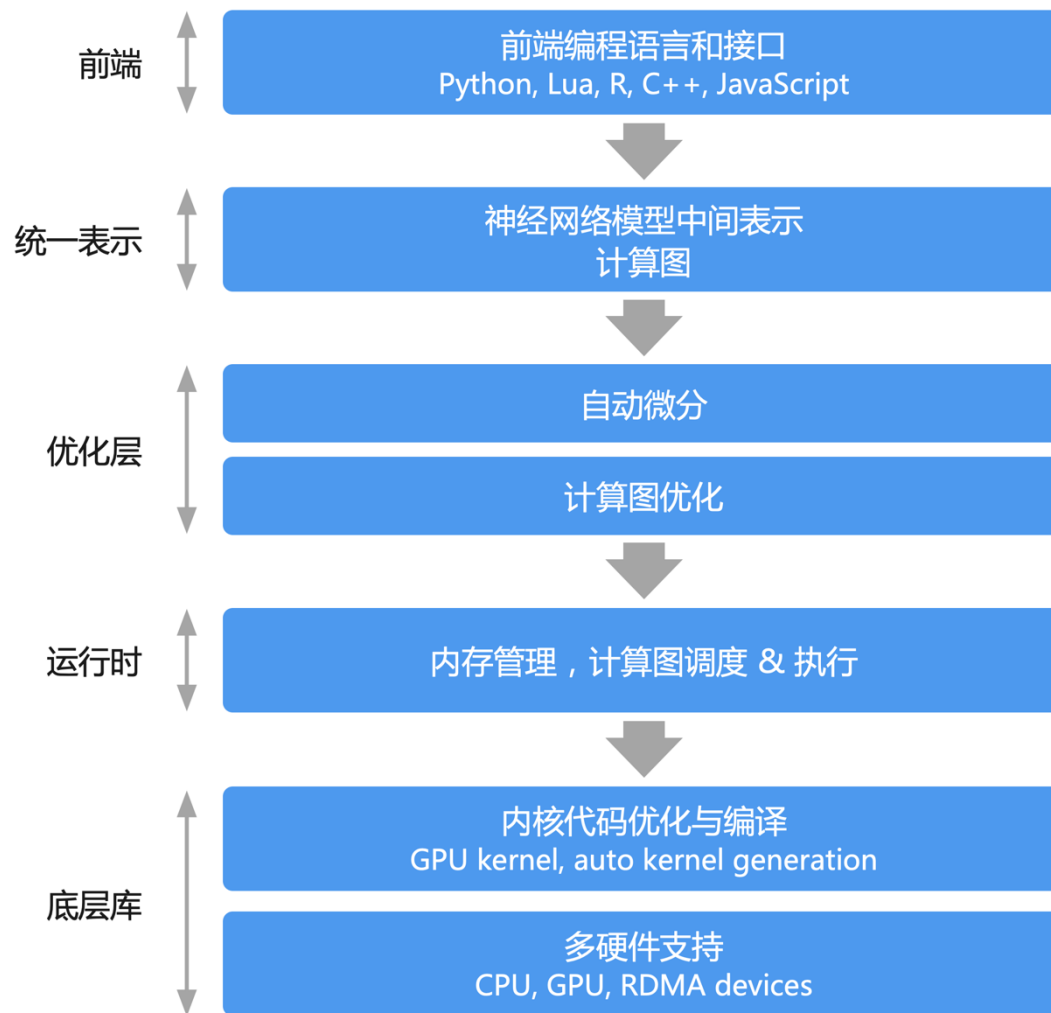 前端
前端编程语言和接口
Python, Lua, R, C++, JavaScript
统一表示
神经网络模型中间表示
计算图
优化层
自动微分
计算图优化
运行时
内存管理，计算图调度 & 执行
底层库
内核代码优化与编译
GPU kernel, auto kernel generation
多硬件支持
CPU, GPU, RDMA devices